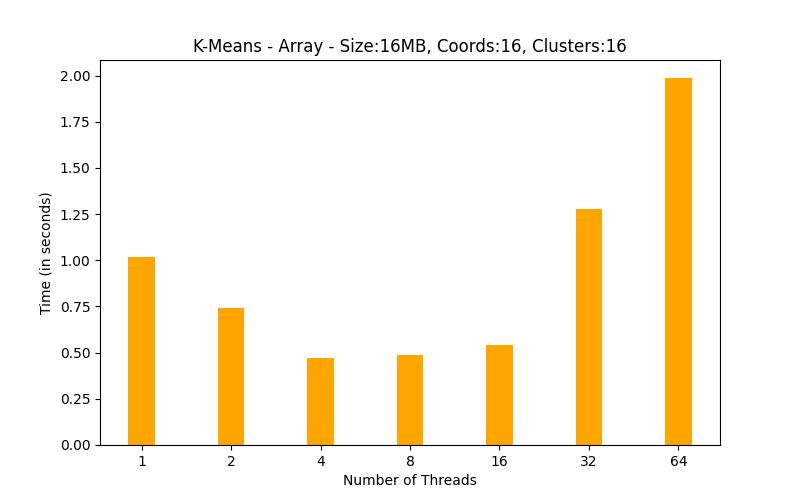 K-Means - Array - Size:16MB, Coords:16, Clusters:16
2.00
1.75
1.50
1.25
1.00
0.75
0.50
0.25
0.00
Time (in seconds)
1 2 4 8 16 32 64
Number of Threads